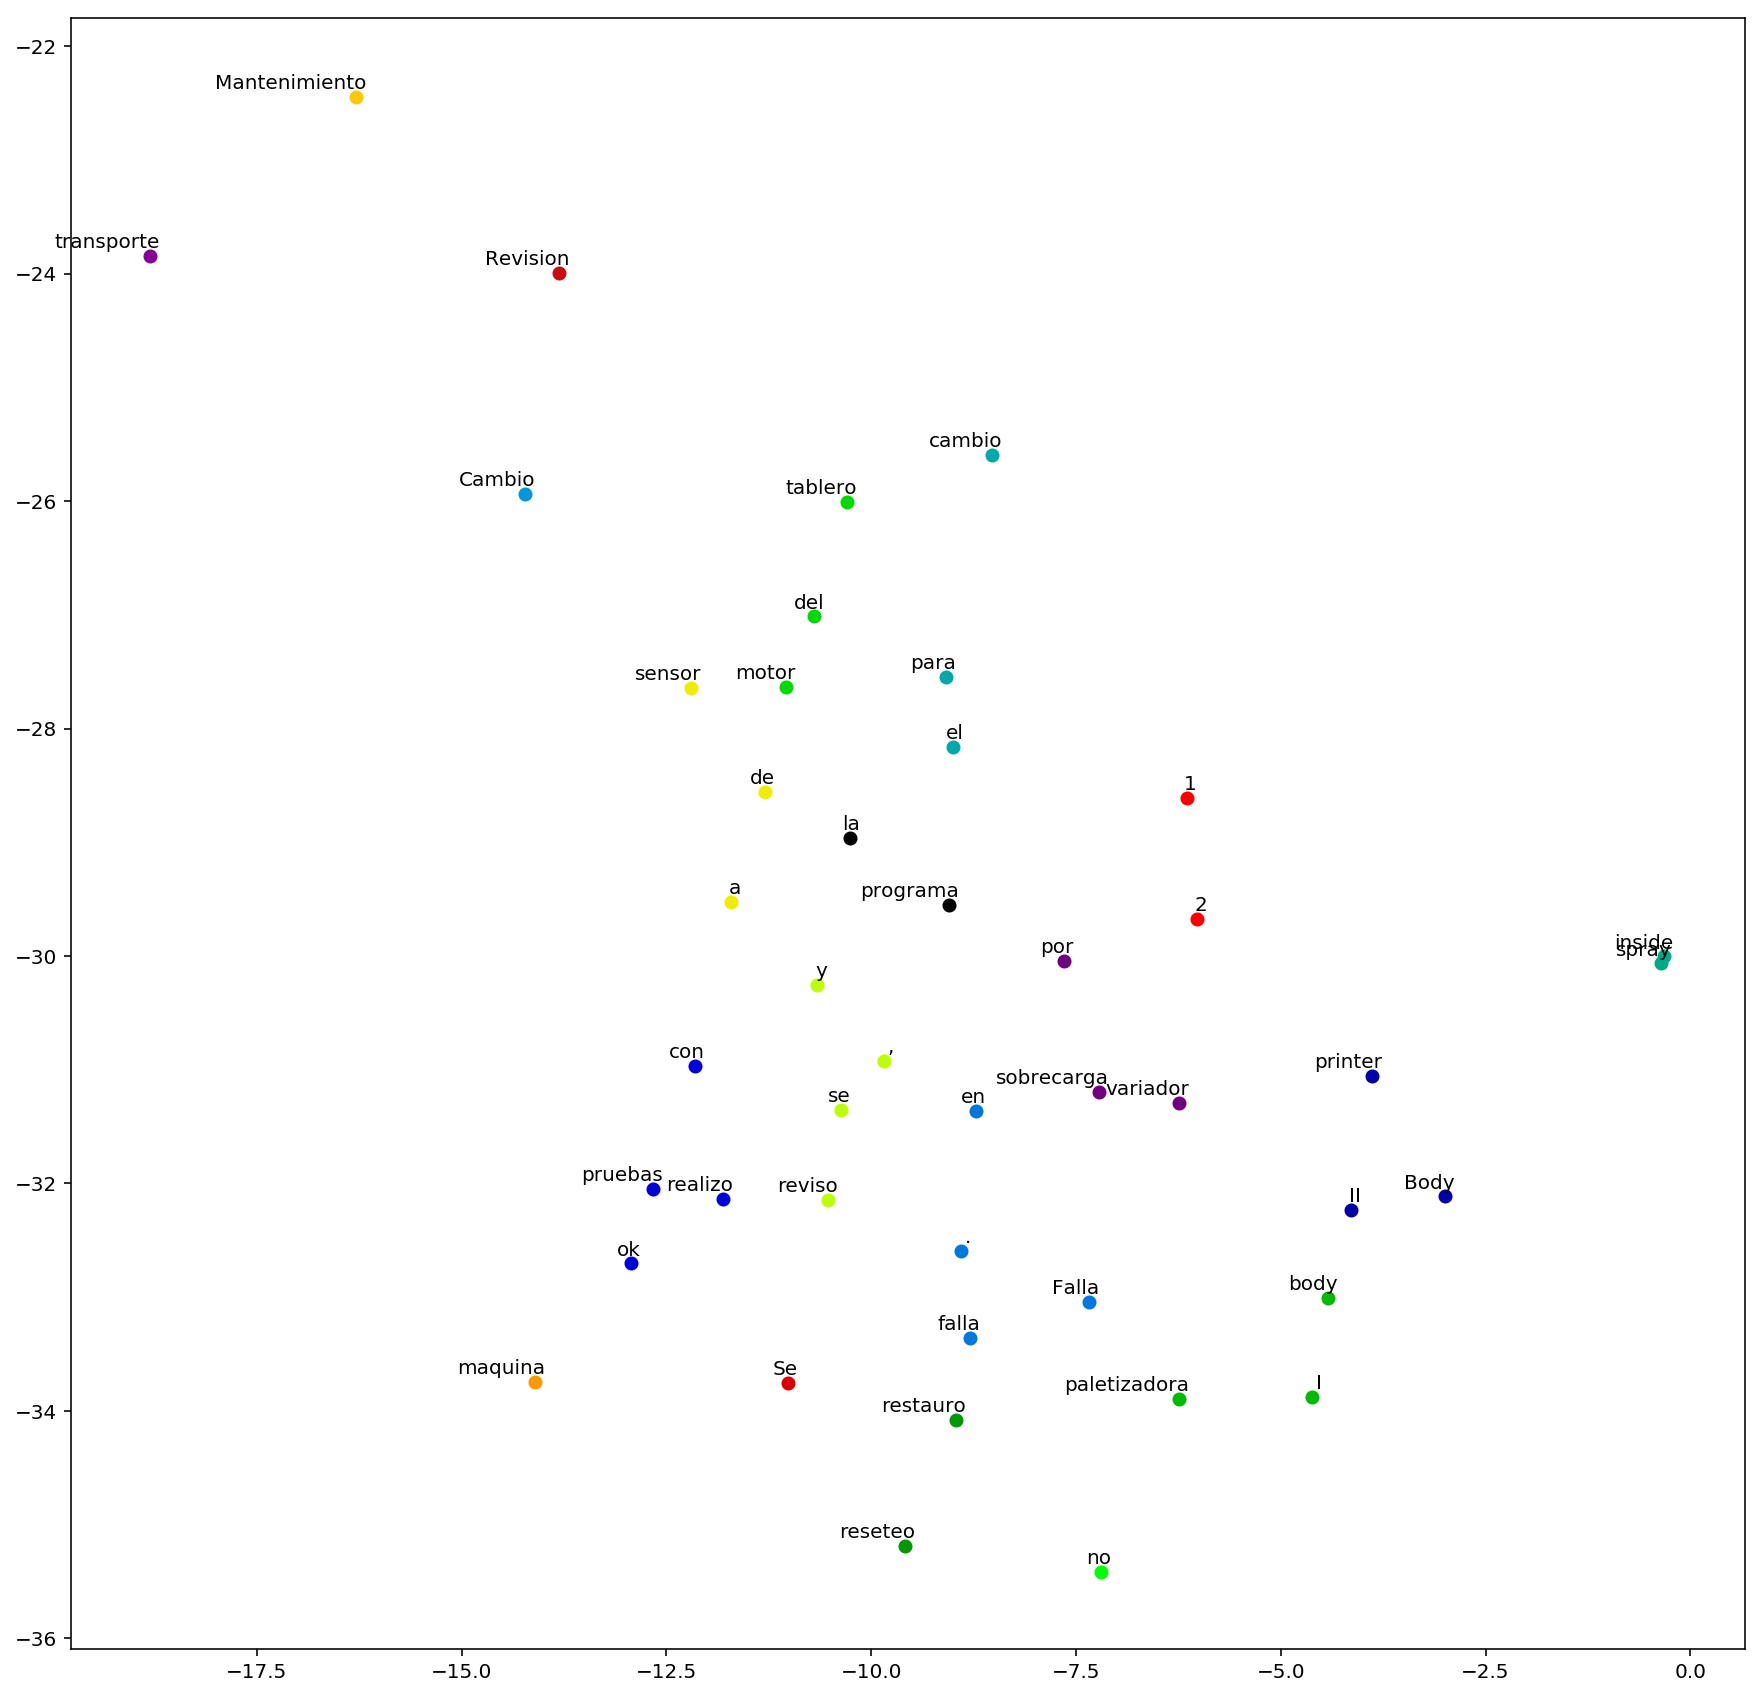 −22
Mantenimiento
transporte
−24
Revision
cambio
Cambio
tablero
−26
del
para
sensor
motor
−28
el
de
1
la
a
programa
2
por
inside
−30
spray
y
con
,
printer
sobrecarga
variador
se
en
−32
pruebas
realizo
reviso
Body
II
ok
.
Falla
body
falla
maquina
Se
paletizadora
I
−34
restauro
reseteo
no
−36
−17.5
−15.0
−12.5
−10.0
−7.5
−5.0
−2.5
0.0